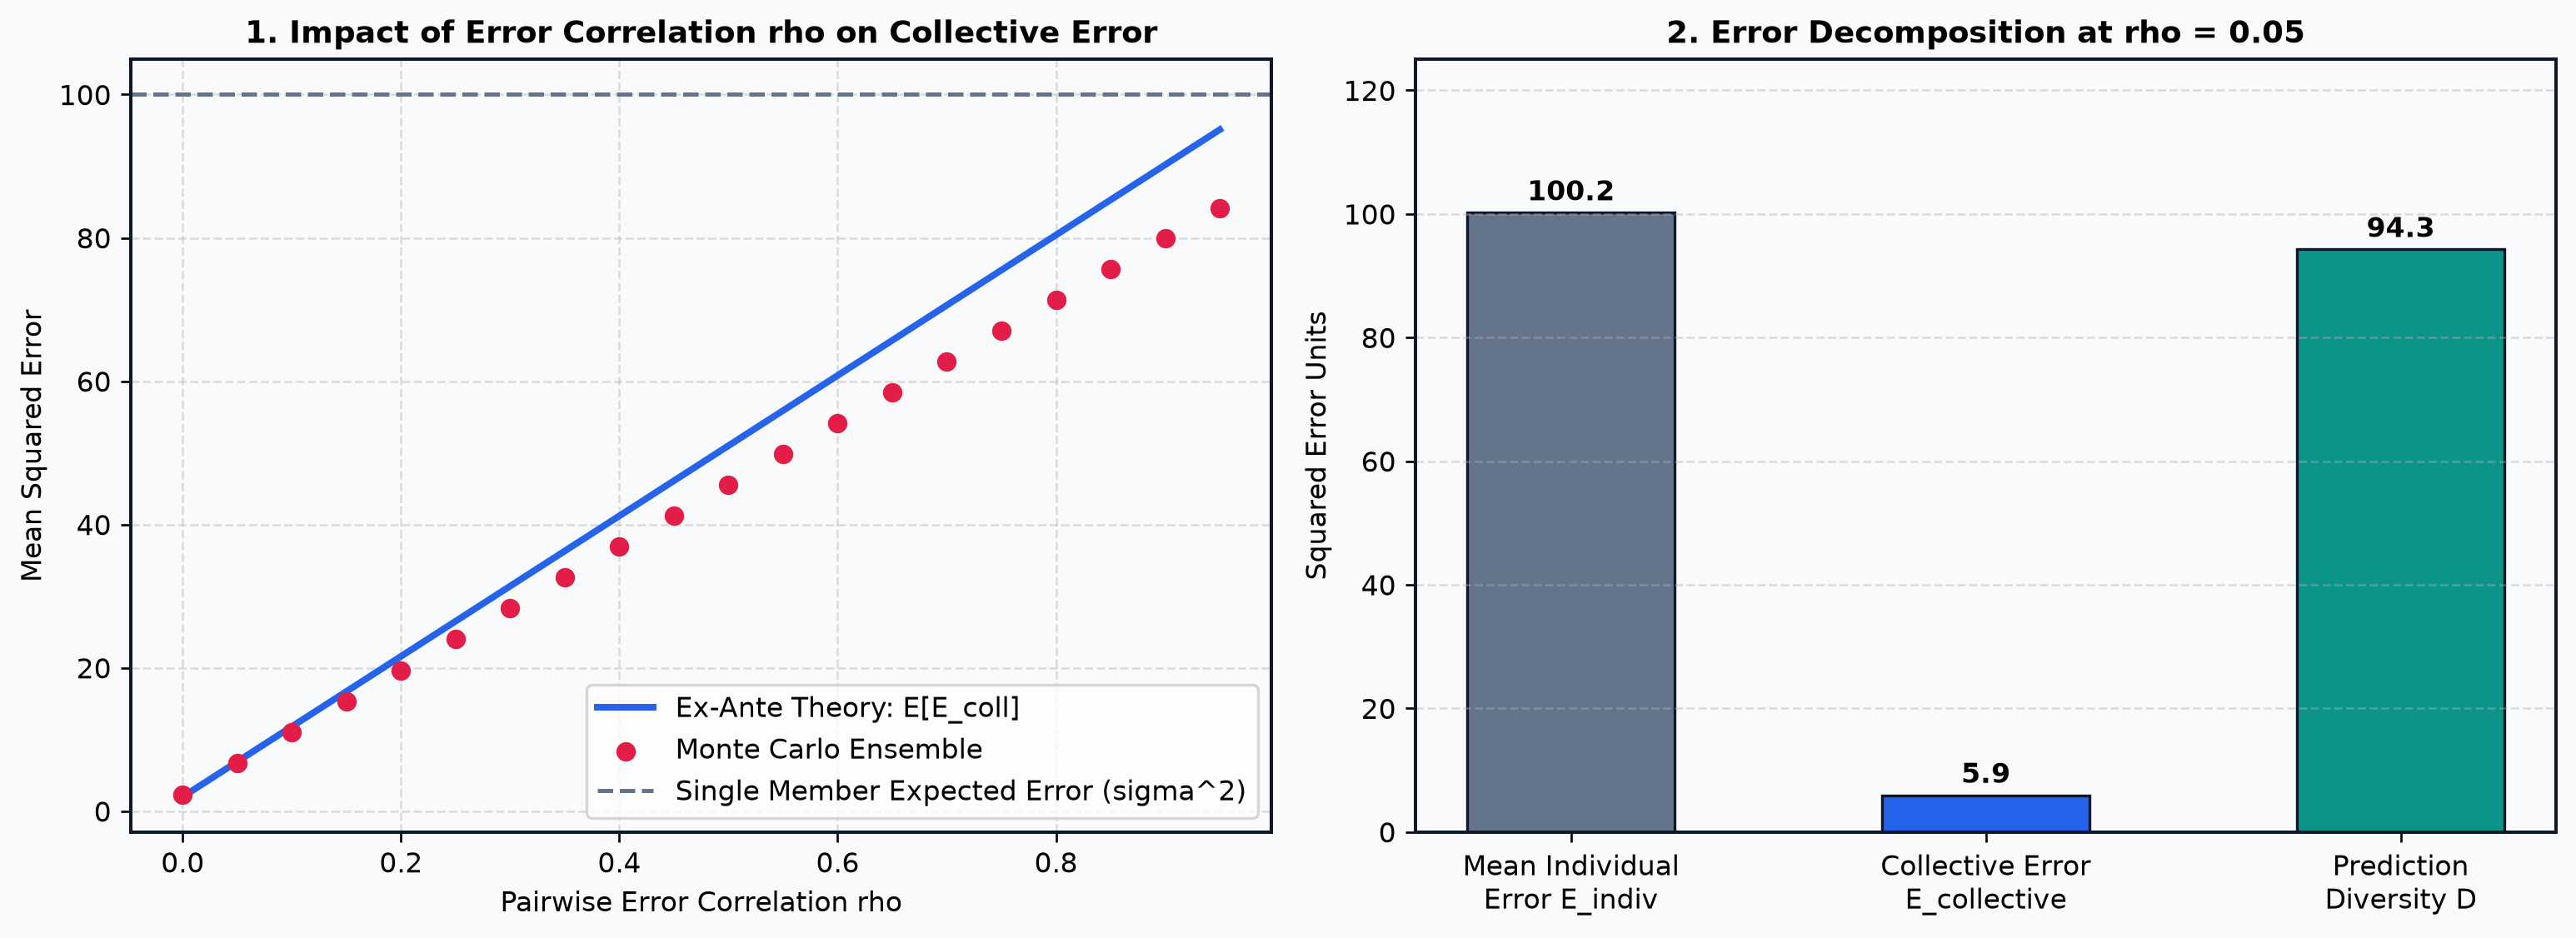 1. Impact of Error Correlation rho on Collective Error
Mean Squared Error
100
80
60
40
20
0
0.0
0.2
0.4
0.6
0.8
Pairwise Error Correlation rho
Ex-Ante Theory: E[E_coll]
Monte Carlo Ensemble
Single Member Expected Error (sigma^2)
2. Error Decomposition at rho = 0.05
Squared Error Units
120
100
80
60
40
20
0
100.2
5.9
94.3
Mean Individual
Error E_indiv
Collective Error
E_collective
Prediction
Diversity D